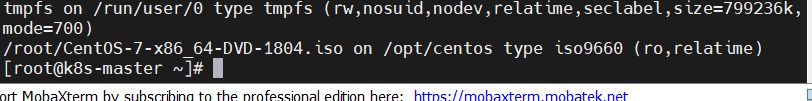 tmpfs on /run/user/0 type tmpfs (rw,nosuid,nodev,relatime,seclabel,size=799236k,
mode=700)
/root/CentOS-7-x86_64-DVD-1804.iso on /opt/centos type iso9660 (ro,relatime)
[root@k8s-master ~]#
ort MobaXterm by subscribing to the professional edition here: https://mobaxterm.mobatek.net